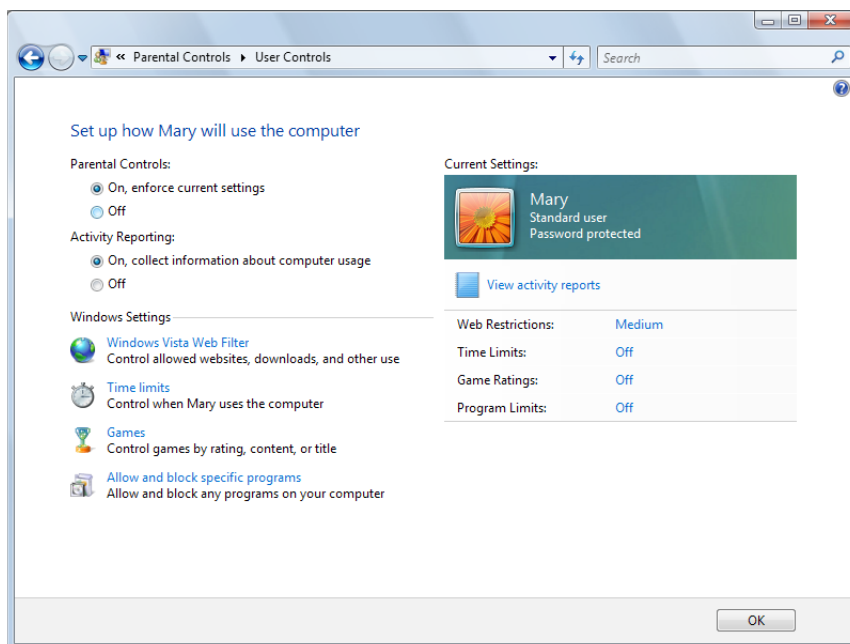 « Parental Controls ▸ User Controls
Search
Set up how Mary will use the computer
Parental Controls:
On, enforce current settings
Off
Activity Reporting:
On, collect information about computer usage
Off
Windows Settings
Windows Vista Web Filter
Control allowed websites, downloads, and other use
Time limits
Control when Mary uses the computer
Games
Control games by rating, content, or title
Allow and block specific programs
Allow and block any programs on your computer
Current Settings:
Mary
Standard user
Password protected
View activity reports
Web Restrictions: Medium
Time Limits: Off
Game Ratings: Off
Program Limits: Off
OK